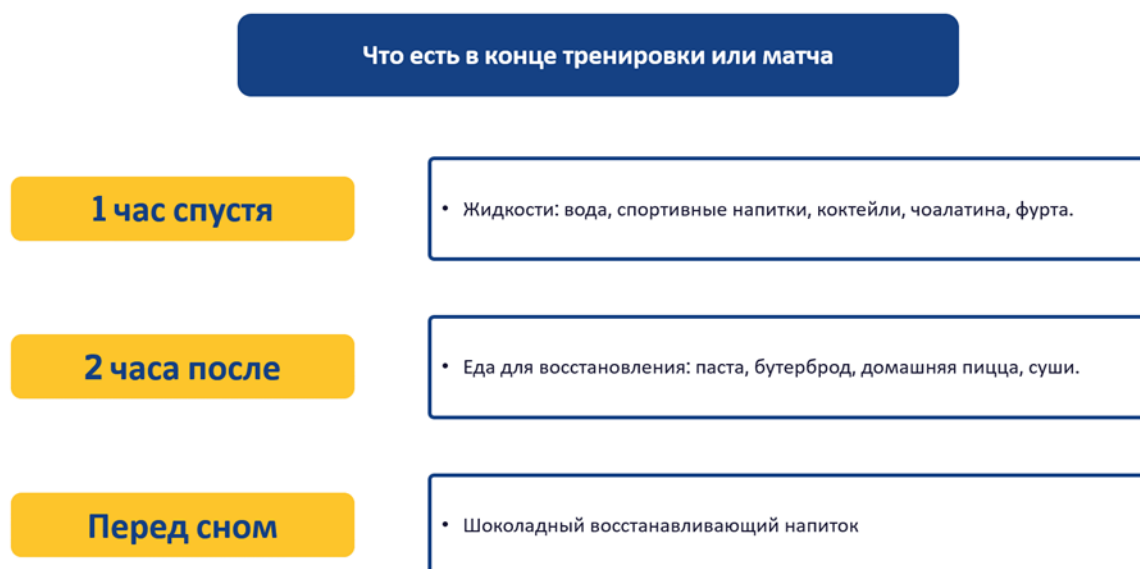 Что есть в конце тренировки или матча
1 час спустя
• Жидкости: вода, спортивные напитки, коктейли, чоалатина, фурта.
2 часа после
• Еда для восстановления: паста, бутерброд, домашняя пицца, суши.
Перед сном
• Шоколадный восстанавливающий напиток